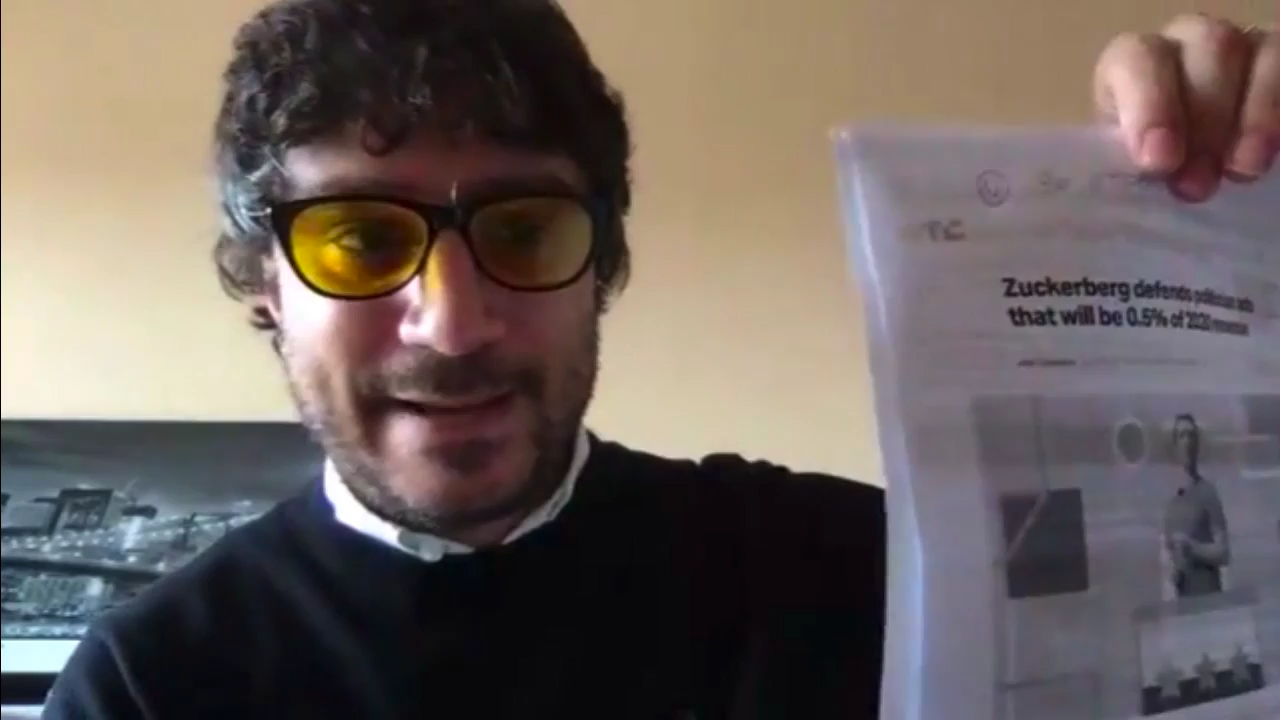 TC
Zuckerberg defends politician ads
that will be 0.5% of 2020 revenue